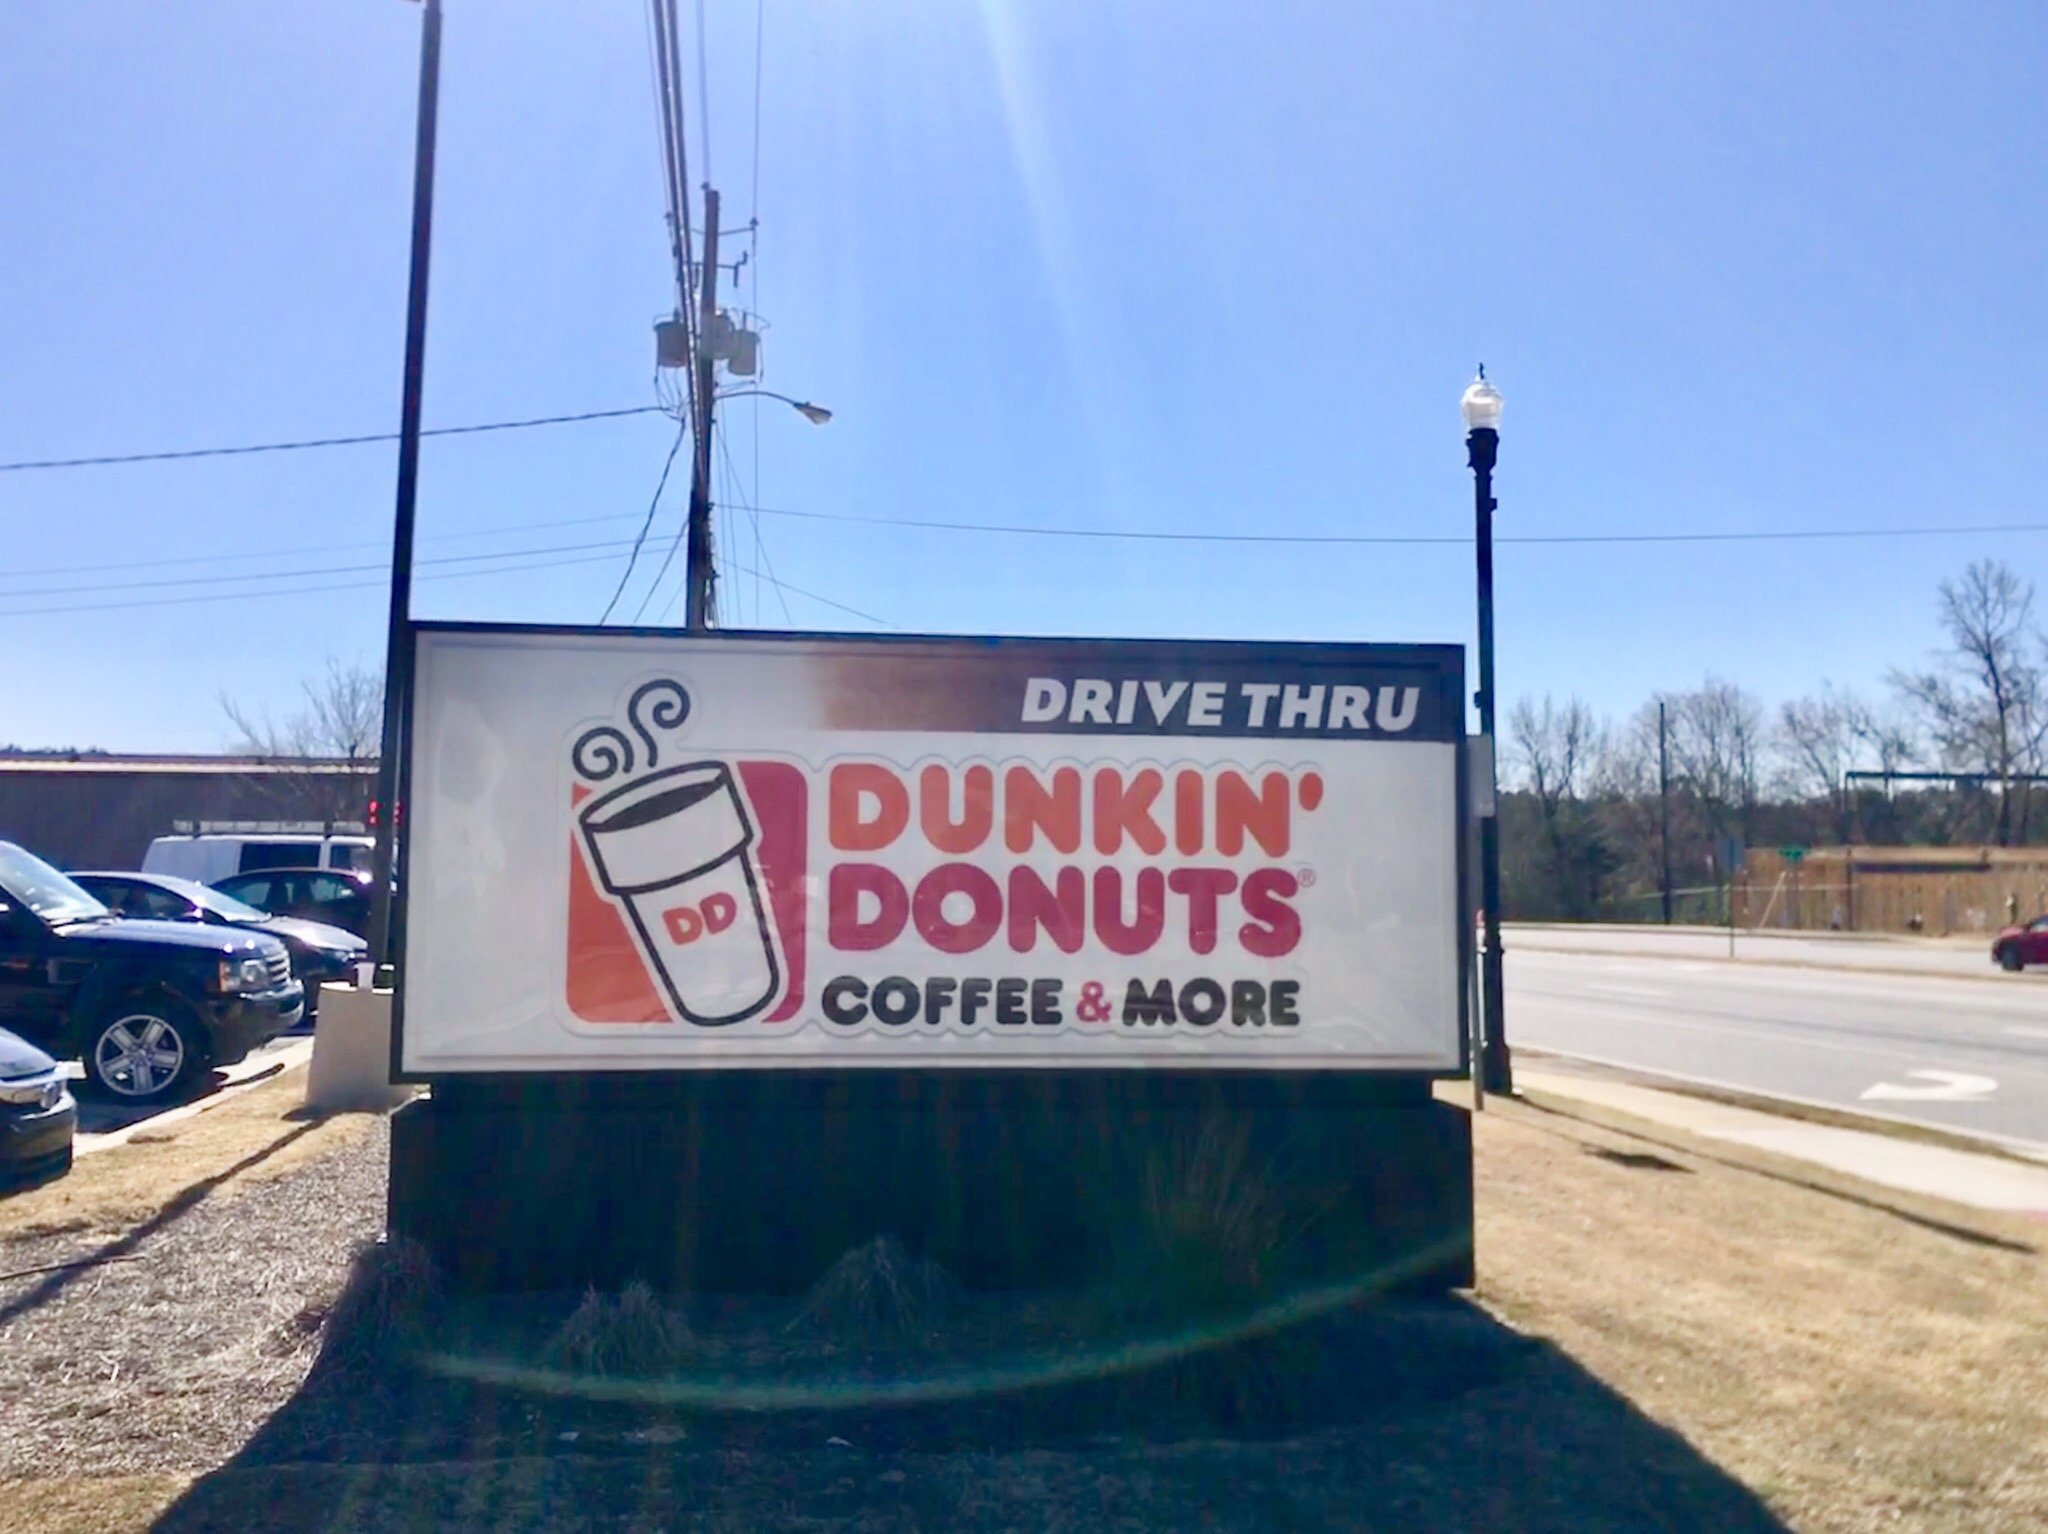 DRIVE THRU
DUNKIN'
DONUTS®
COFFEE & MORE
DD